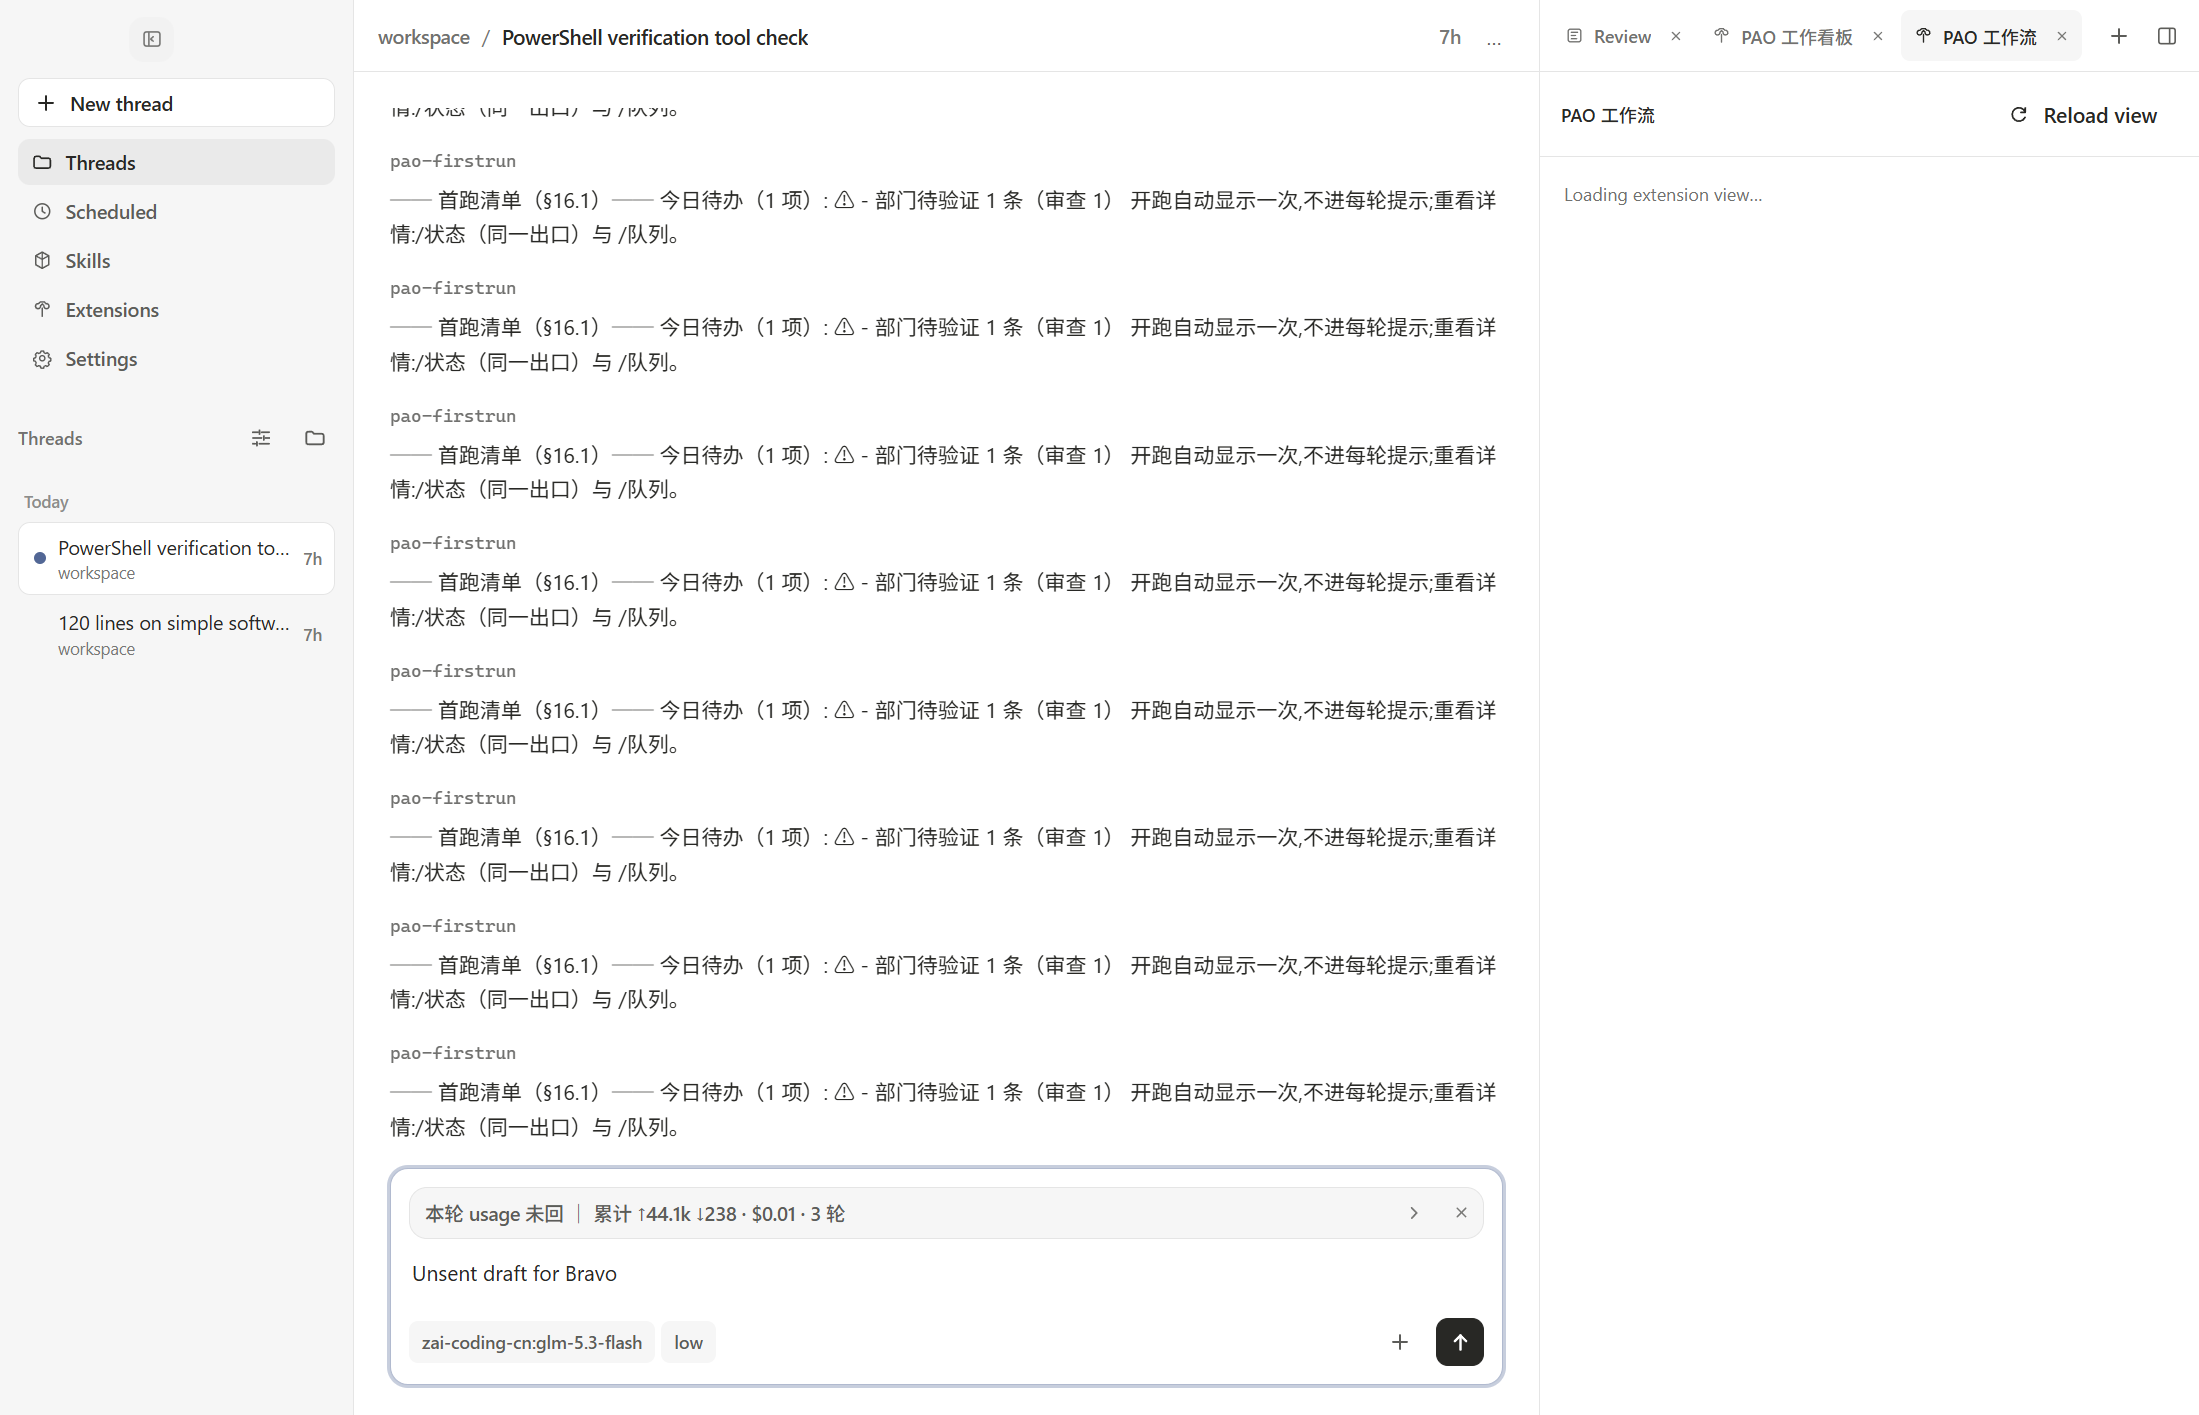 New thread
Threads
Scheduled
Skills
Extensions
Settings
Threads
Today
PowerShell verification to...
7h
workspace
120 lines on simple softw...
7h
workspace
workspace / PowerShell verification tool check
7h
...
情:/状态（同一出口）与 /队列。
pao-firstrun
—— 首跑清单（§16.1）—— 今日待办（1 项）: ⚠ - 部门待验证 1 条（审查 1） 开跑自动显示一次,不进每轮提示;重看详
情:/状态（同一出口）与 /队列。
pao-firstrun
—— 首跑清单（§16.1）—— 今日待办（1 项）: ⚠ - 部门待验证 1 条（审查 1） 开跑自动显示一次,不进每轮提示;重看详
情:/状态（同一出口）与 /队列。
pao-firstrun
—— 首跑清单（§16.1）—— 今日待办（1 项）: ⚠ - 部门待验证 1 条（审查 1） 开跑自动显示一次,不进每轮提示;重看详
情:/状态（同一出口）与 /队列。
pao-firstrun
—— 首跑清单（§16.1）—— 今日待办（1 项）: ⚠ - 部门待验证 1 条（审查 1） 开跑自动显示一次,不进每轮提示;重看详
情:/状态（同一出口）与 /队列。
pao-firstrun
—— 首跑清单（§16.1）—— 今日待办（1 项）: ⚠ - 部门待验证 1 条（审查 1） 开跑自动显示一次,不进每轮提示;重看详
情:/状态（同一出口）与 /队列。
pao-firstrun
—— 首跑清单（§16.1）—— 今日待办（1 项）: ⚠ - 部门待验证 1 条（审查 1） 开跑自动显示一次,不进每轮提示;重看详
情:/状态（同一出口）与 /队列。
pao-firstrun
—— 首跑清单（§16.1）—— 今日待办（1 项）: ⚠ - 部门待验证 1 条（审查 1） 开跑自动显示一次,不进每轮提示;重看详
情:/状态（同一出口）与 /队列。
pao-firstrun
—— 首跑清单（§16.1）—— 今日待办（1 项）: ⚠ - 部门待验证 1 条（审查 1） 开跑自动显示一次,不进每轮提示;重看详
情:/状态（同一出口）与 /队列。
本轮 usage 未回 ｜ 累计 ↑44.1k ↓238 · $0.01 · 3 轮
Unsent draft for Bravo
zai-coding-cn:glm-5.3-flash
low
Review
PAO 工作看板
PAO 工作流
PAO 工作流
Reload view
Loading extension view...